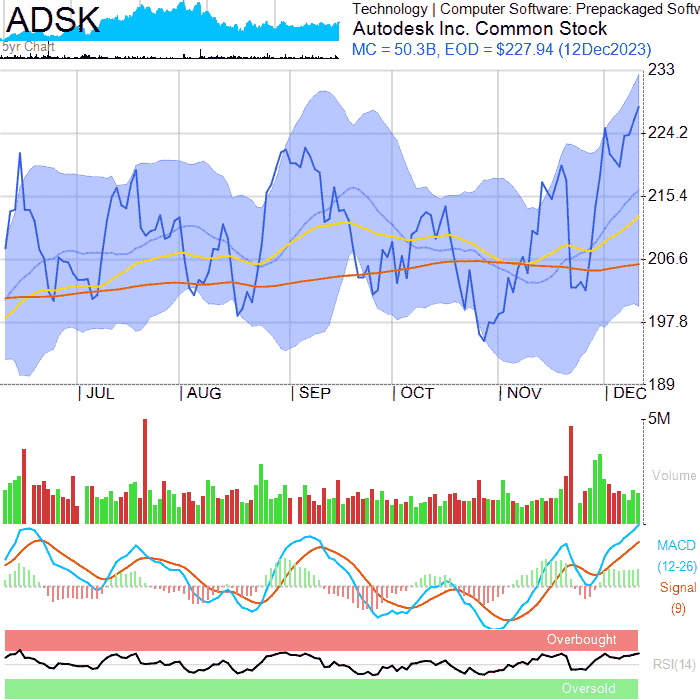 ADSK
5yr Chart
Technology | Computer Software: Prepackaged Softw
Autodesk Inc. Common Stock
MC = 50.3B, EOD = $227.94 (12Dec2023)
233
224.2
215.4
206.6
197.8
189
| JUL | AUG | SEP | OCT | NOV | DEC
5M
Volume
MACD
(12-26)
Signal
(9)
Overbought
RSI(14)
Oversold